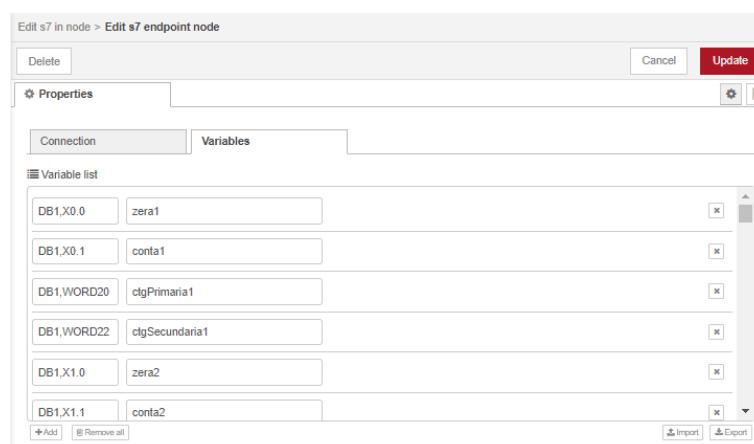 Edit s7 in node > Edit s7 endpoint node
Delete Cancel Update
Properties
Connection Variables
Variable list
DB1,X0.0 zera1
DB1,X0.1 conta1
DB1,WORD20 ctgPrimaria1
DB1,WORD22 ctgSecundaria1
DB1,X1.0 zera2
DB1,X1.1 conta2
+Add Remove all Import Export